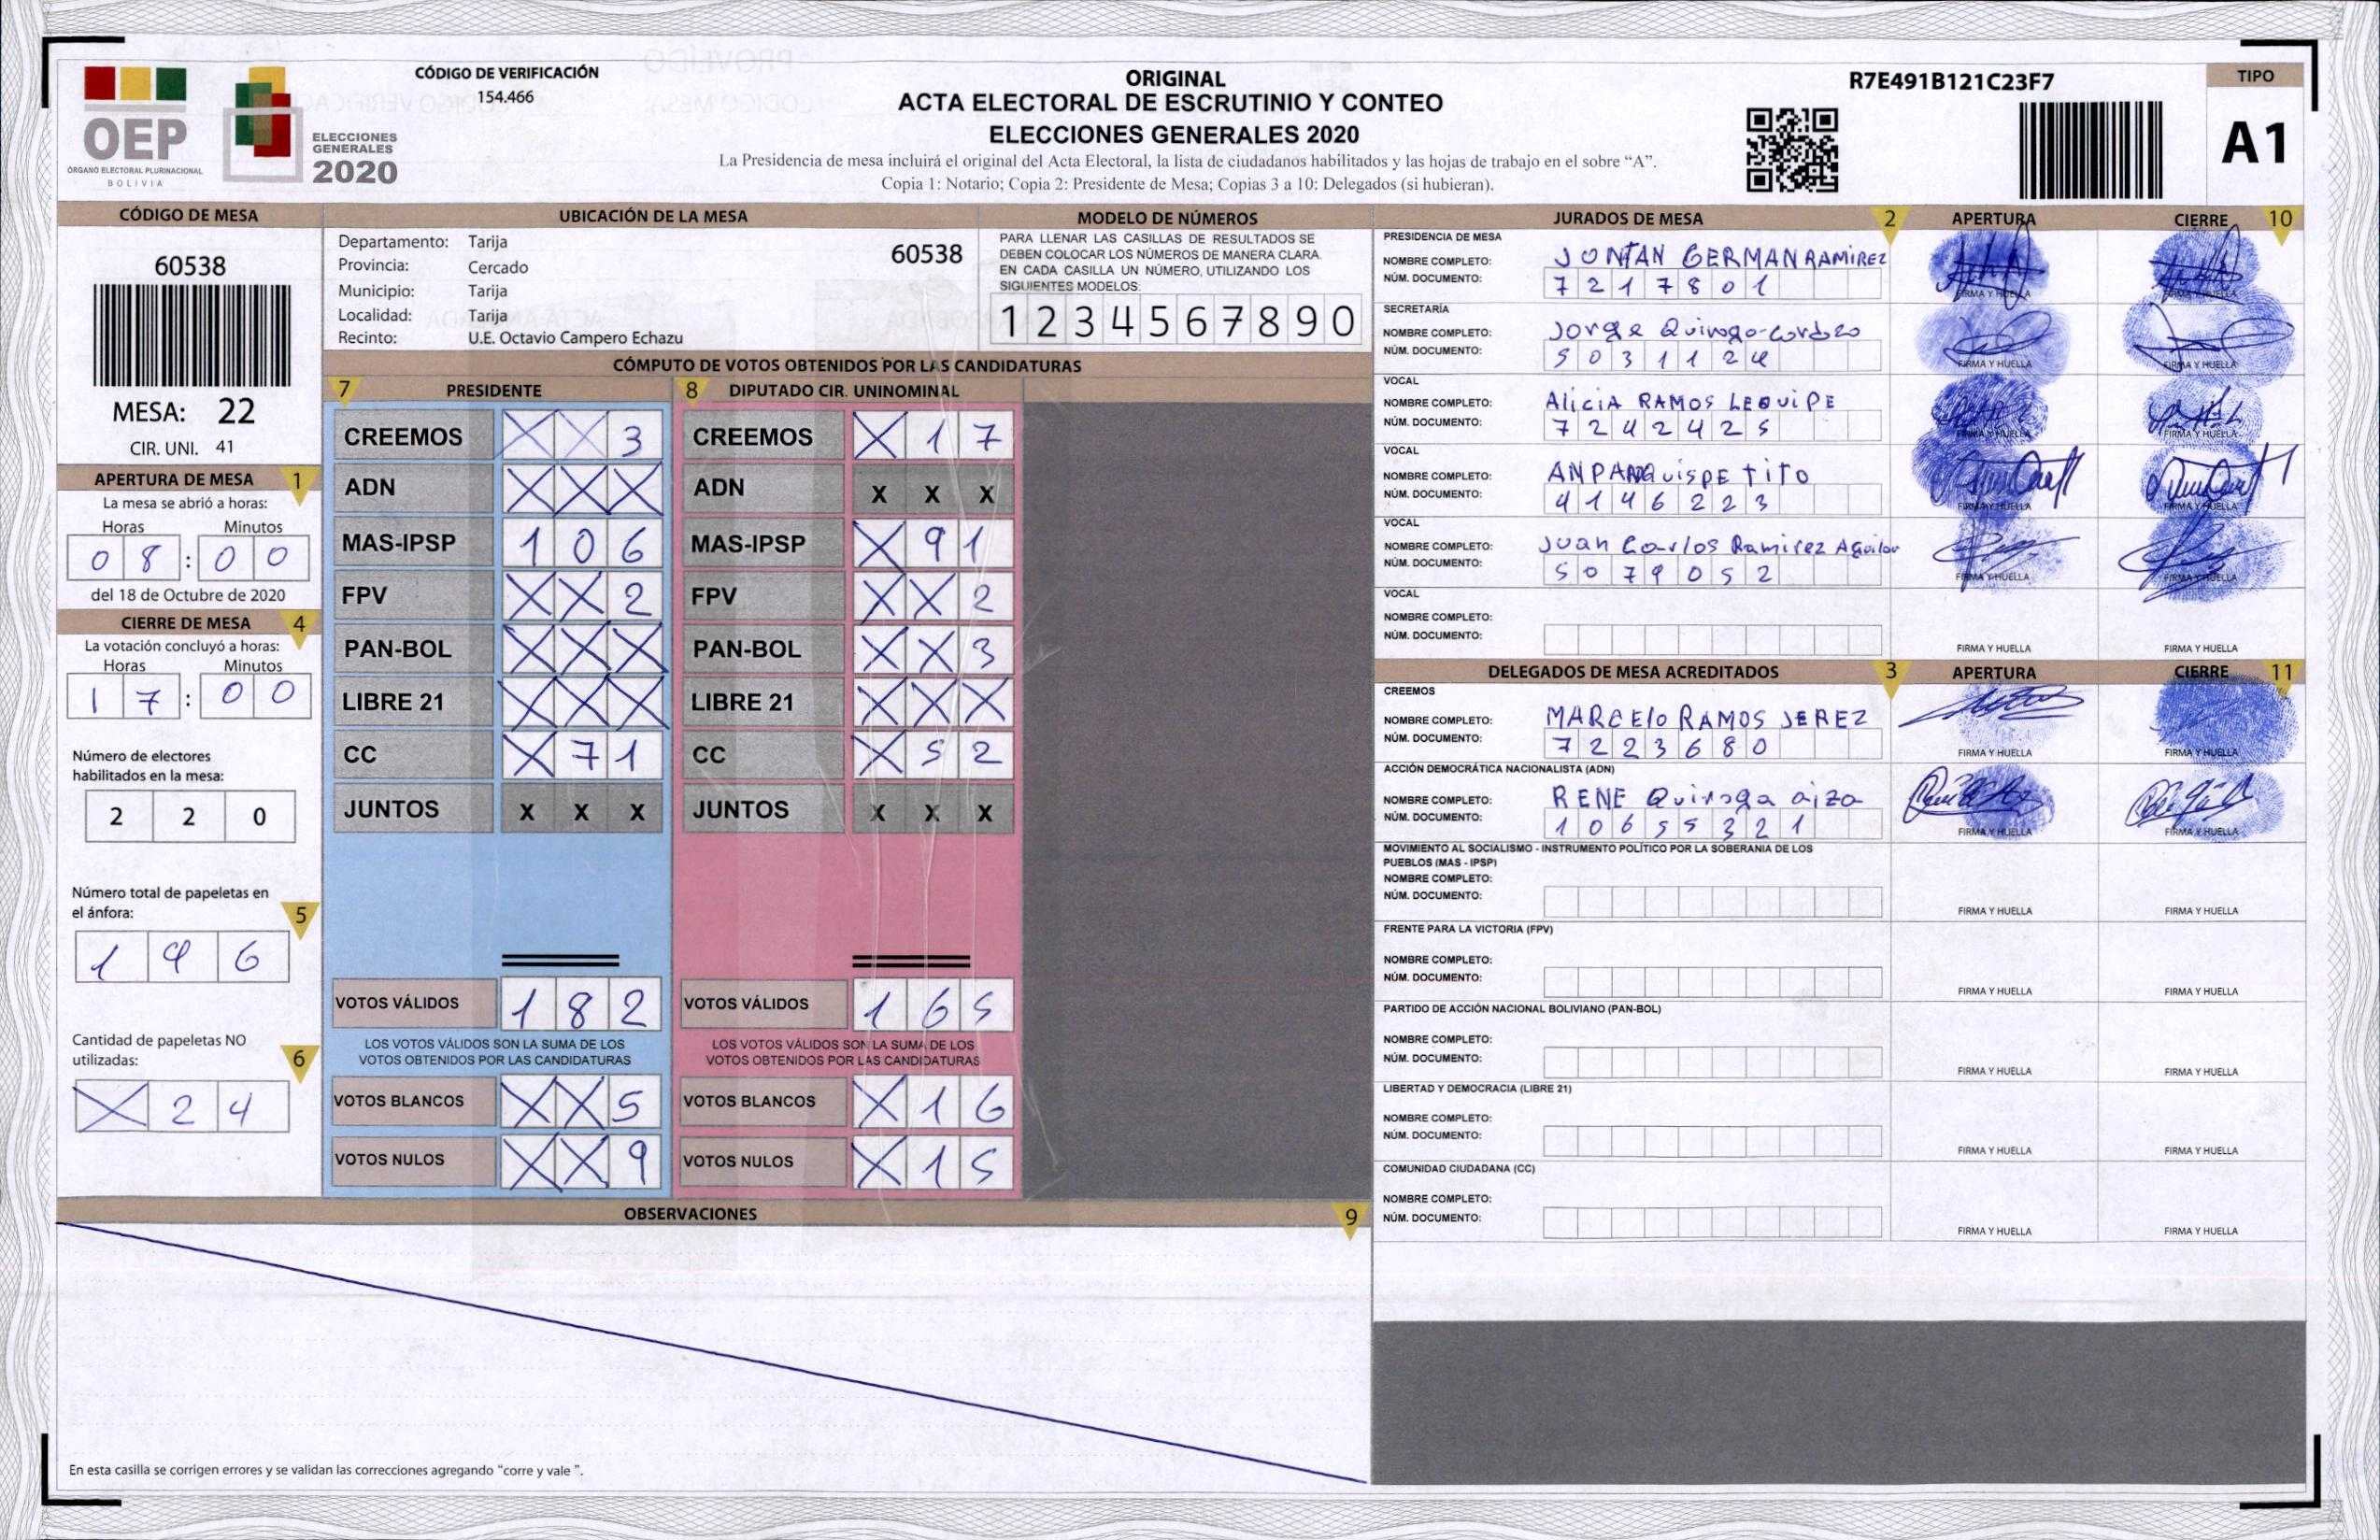 CÓDIGO DE VERIFICACIÓN
154.466
OEP
ÓRGANO ELECTORAL PLURINACIONAL
BOLIVIA
ELECCIONES
GENERALES
2020
ORIGINAL
ACTA ELECTORAL DE ESCRUTINIO Y CONTEO
ELECCIONES GENERALES 2020
La Presidencia de mesa incluirá el original del Acta Electoral, la lista de ciudadanos habilitados y las hojas de trabajo en el sobre “A”.
Copia 1: Notario; Copia 2: Presidente de Mesa; Copias 3 a 10: Delegados (si hubieran).
R7E491B121C23F7
TIPO
A1
CÓDIGO DE MESA
60538
MESA: 22
CIR. UNI. 41
APERTURA DE MESA 1
La mesa se abrió a horas:
Horas Minutos
0 8 : 0 0
del 18 de Octubre de 2020
CIERRE DE MESA 4
La votación concluyó a horas:
Horas Minutos
1 7 : 0 0
Número de electores
habilitados en la mesa:
2 2 0
Número total de papeletas en
el ánfora: 5
1 9 6
Cantidad de papeletas NO
utilizadas: 6
X 2 4
UBICACIÓN DE LA MESA
Departamento: Tarija
60538
Provincia: Cercado
Municipio: Tarija
Localidad: Tarija
Recinto: U.E. Octavio Campero Echazu
MODELO DE NÚMEROS
PARA LLENAR LAS CASILLAS DE RESULTADOS SE
DEBEN COLOCAR LOS NÚMEROS DE MANERA CLARA.
EN CADA CASILLA UN NÚMERO, UTILIZANDO LOS
SIGUIENTES MODELOS:
1 2 3 4 5 6 7 8 9 0
CÓMPUTO DE VOTOS OBTENIDOS POR LAS CANDIDATURAS
7 PRESIDENTE
CREEMOS X X 3
ADN X X X
MAS-IPSP 1 0 6
FPV X X 2
PAN-BOL X X X
LIBRE 21 X X X
CC X 7 1
JUNTOS X X X
VOTOS VÁLIDOS 1 8 2
LOS VOTOS VÁLIDOS SON LA SUMA DE LOS
VOTOS OBTENIDOS POR LAS CANDIDATURAS
VOTOS BLANCOS X X 5
VOTOS NULOS X X 9
8 DIPUTADO CIR. UNINOMINAL
CREEMOS X 1 7
ADN X X X
MAS-IPSP X 9 1
FPV X X 2
PAN-BOL X X 3
LIBRE 21 X X X
CC X 5 2
JUNTOS X X X
VOTOS VÁLIDOS 1 6 5
LOS VOTOS VÁLIDOS SON LA SUMA DE LOS
VOTOS OBTENIDOS POR LAS CANDIDATURAS
VOTOS BLANCOS X 1 6
VOTOS NULOS X 1 5
OBSERVACIONES 9
En esta casilla se corrigen errores y se validan las correcciones agregando “corre y vale ”.
JURADOS DE MESA 2 APERTURA CIERRE 10
PRESIDENCIA DE MESA
NOMBRE COMPLETO: JONTAN GERMAN RAMIREZ
NÚM. DOCUMENTO: 7 2 1 7 8 0 1
FIRMA Y HUELLA FIRMA Y HUELLA
SECRETARÍA
NOMBRE COMPLETO: Jorge Quiroga Cordozo
NÚM. DOCUMENTO: 5 0 3 1 1 2 4
FIRMA Y HUELLA FIRMA Y HUELLA
VOCAL
NOMBRE COMPLETO: AliciA RAMOS LEQUIPE
NÚM. DOCUMENTO: 7 2 4 2 4 2 5
FIRMA Y HUELLA FIRMA Y HUELLA
VOCAL
NOMBRE COMPLETO: QUISPE TITO
NÚM. DOCUMENTO: 4 1 4 6 2 2 3
FIRMA Y HUELLA FIRMA Y HUELLA
VOCAL
NOMBRE COMPLETO: Juan Carlos Ramirez Aguilar
NÚM. DOCUMENTO: 5 0 7 9 0 5 2
FIRMA Y HUELLA FIRMA Y HUELLA
VOCAL
NOMBRE COMPLETO:
NÚM. DOCUMENTO:
FIRMA Y HUELLA FIRMA Y HUELLA
DELEGADOS DE MESA ACREDITADOS 3 APERTURA CIERRE 11
CREEMOS
NOMBRE COMPLETO: MARCElO RAMOS JEREZ
NÚM. DOCUMENTO: 7 2 2 3 6 8 0
FIRMA Y HUELLA FIRMA Y HUELLA
ACCIÓN DEMOCRÁTICA NACIONALISTA (ADN)
NOMBRE COMPLETO: RENE Quiroga aiza
NÚM. DOCUMENTO: 1 0 6 5 5 3 2 1
FIRMA Y HUELLA FIRMA Y HUELLA
MOVIMIENTO AL SOCIALISMO - INSTRUMENTO POLÍTICO POR LA SOBERANIA DE LOS
PUEBLOS (MAS - IPSP)
NOMBRE COMPLETO:
NÚM. DOCUMENTO:
FIRMA Y HUELLA FIRMA Y HUELLA
FRENTE PARA LA VICTORIA (FPV)
NOMBRE COMPLETO:
NÚM. DOCUMENTO:
FIRMA Y HUELLA FIRMA Y HUELLA
PARTIDO DE ACCIÓN NACIONAL BOLIVIANO (PAN-BOL)
NOMBRE COMPLETO:
NÚM. DOCUMENTO:
FIRMA Y HUELLA FIRMA Y HUELLA
LIBERTAD Y DEMOCRACIA (LIBRE 21)
NOMBRE COMPLETO:
NÚM. DOCUMENTO:
FIRMA Y HUELLA FIRMA Y HUELLA
COMUNIDAD CIUDADANA (CC)
NOMBRE COMPLETO:
NÚM. DOCUMENTO:
FIRMA Y HUELLA FIRMA Y HUELLA